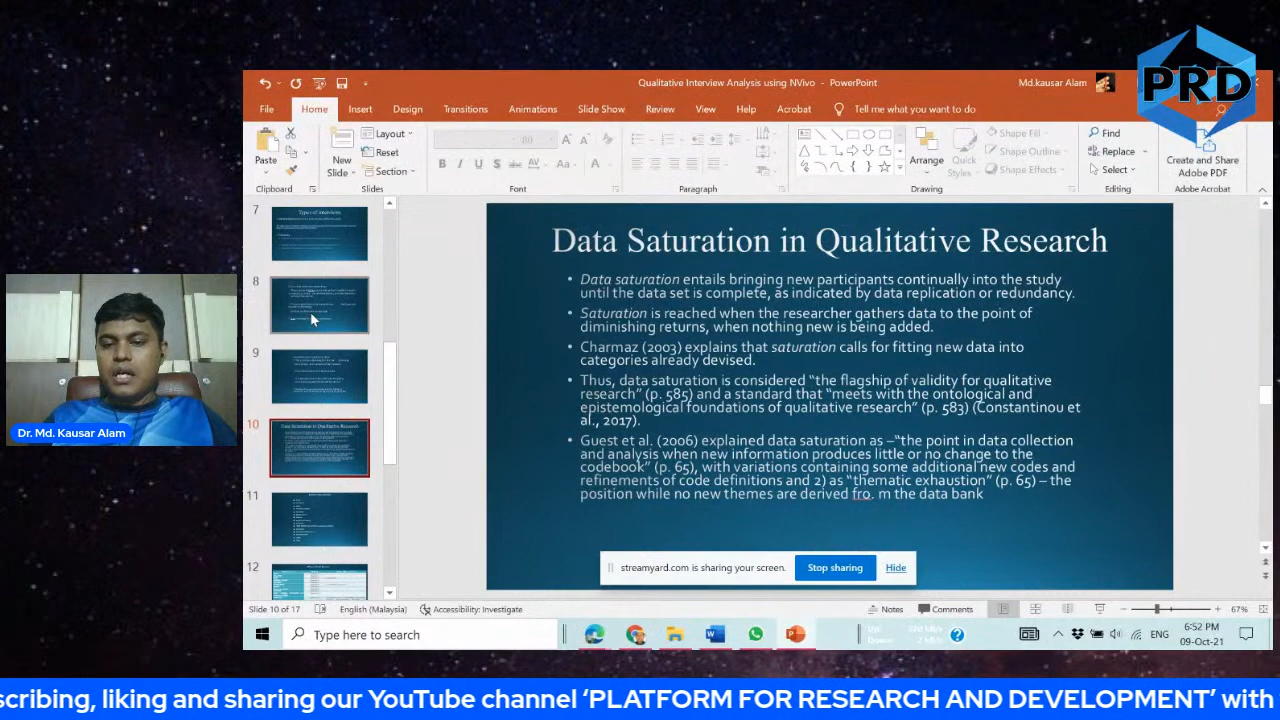 PRD
Qualitative Interview Analysis using NVivo - PowerPoint
Md.kausar Alam
File Home Insert Design Transitions Animations Slide Show Review View Help Acrobat Tell me what you want to do
Paste
Clipboard
New
Slide
Layout
Reset
Section
Slides
80
B I U S abc AV Aa A
Font
Paragraph
Arrange
Quick
Styles
Shape Fill
Shape Outline
Shape Effects
Drawing
Find
Replace
Select
Editing
Create and Share
Adobe PDF
Adobe Acrobat
7
Types of Interviews
8
9
10
Data Saturation in Qualitative Research
11
12
Data Saturation in Qualitative Research
• Data saturation entails bringing new participants continually into the study
until the data set is complete, as indicated by data replication or redundancy.
• Saturation is reached when the researcher gathers data to the point of
diminishing returns, when nothing new is being added.
• Charmaz (2003) explains that saturation calls for fitting new data into
categories already devised.
• Thus, data saturation is considered “the flagship of validity for qualitative
research” (p. 585) and a standard that “meets with the ontological and
epistemological foundations of qualitative research” (p. 583) (Constantinou et
al., 2017).
• Guest et al. (2006) explained data saturation as –“the point in data collection
and analysis when new information produces little or no change to the
codebook” (p. 65), with variations containing some additional new codes and
refinements of code definitions and 2) as “thematic exhaustion” (p. 65) – the
position while no new themes are derived fro. m the data bank
streamyard.com is sharing your screen.
Stop sharing
Hide
Dr. Md. Kausar Alam
Slide 10 of 17
English (Malaysia)
Accessibility: Investigate
Notes
Comments
67%
Type here to search
ENG
6:52 PM
09-Oct-21
scribing, liking and sharing our YouTube channel ‘PLATFORM FOR RESEARCH AND DEVELOPMENT’ with